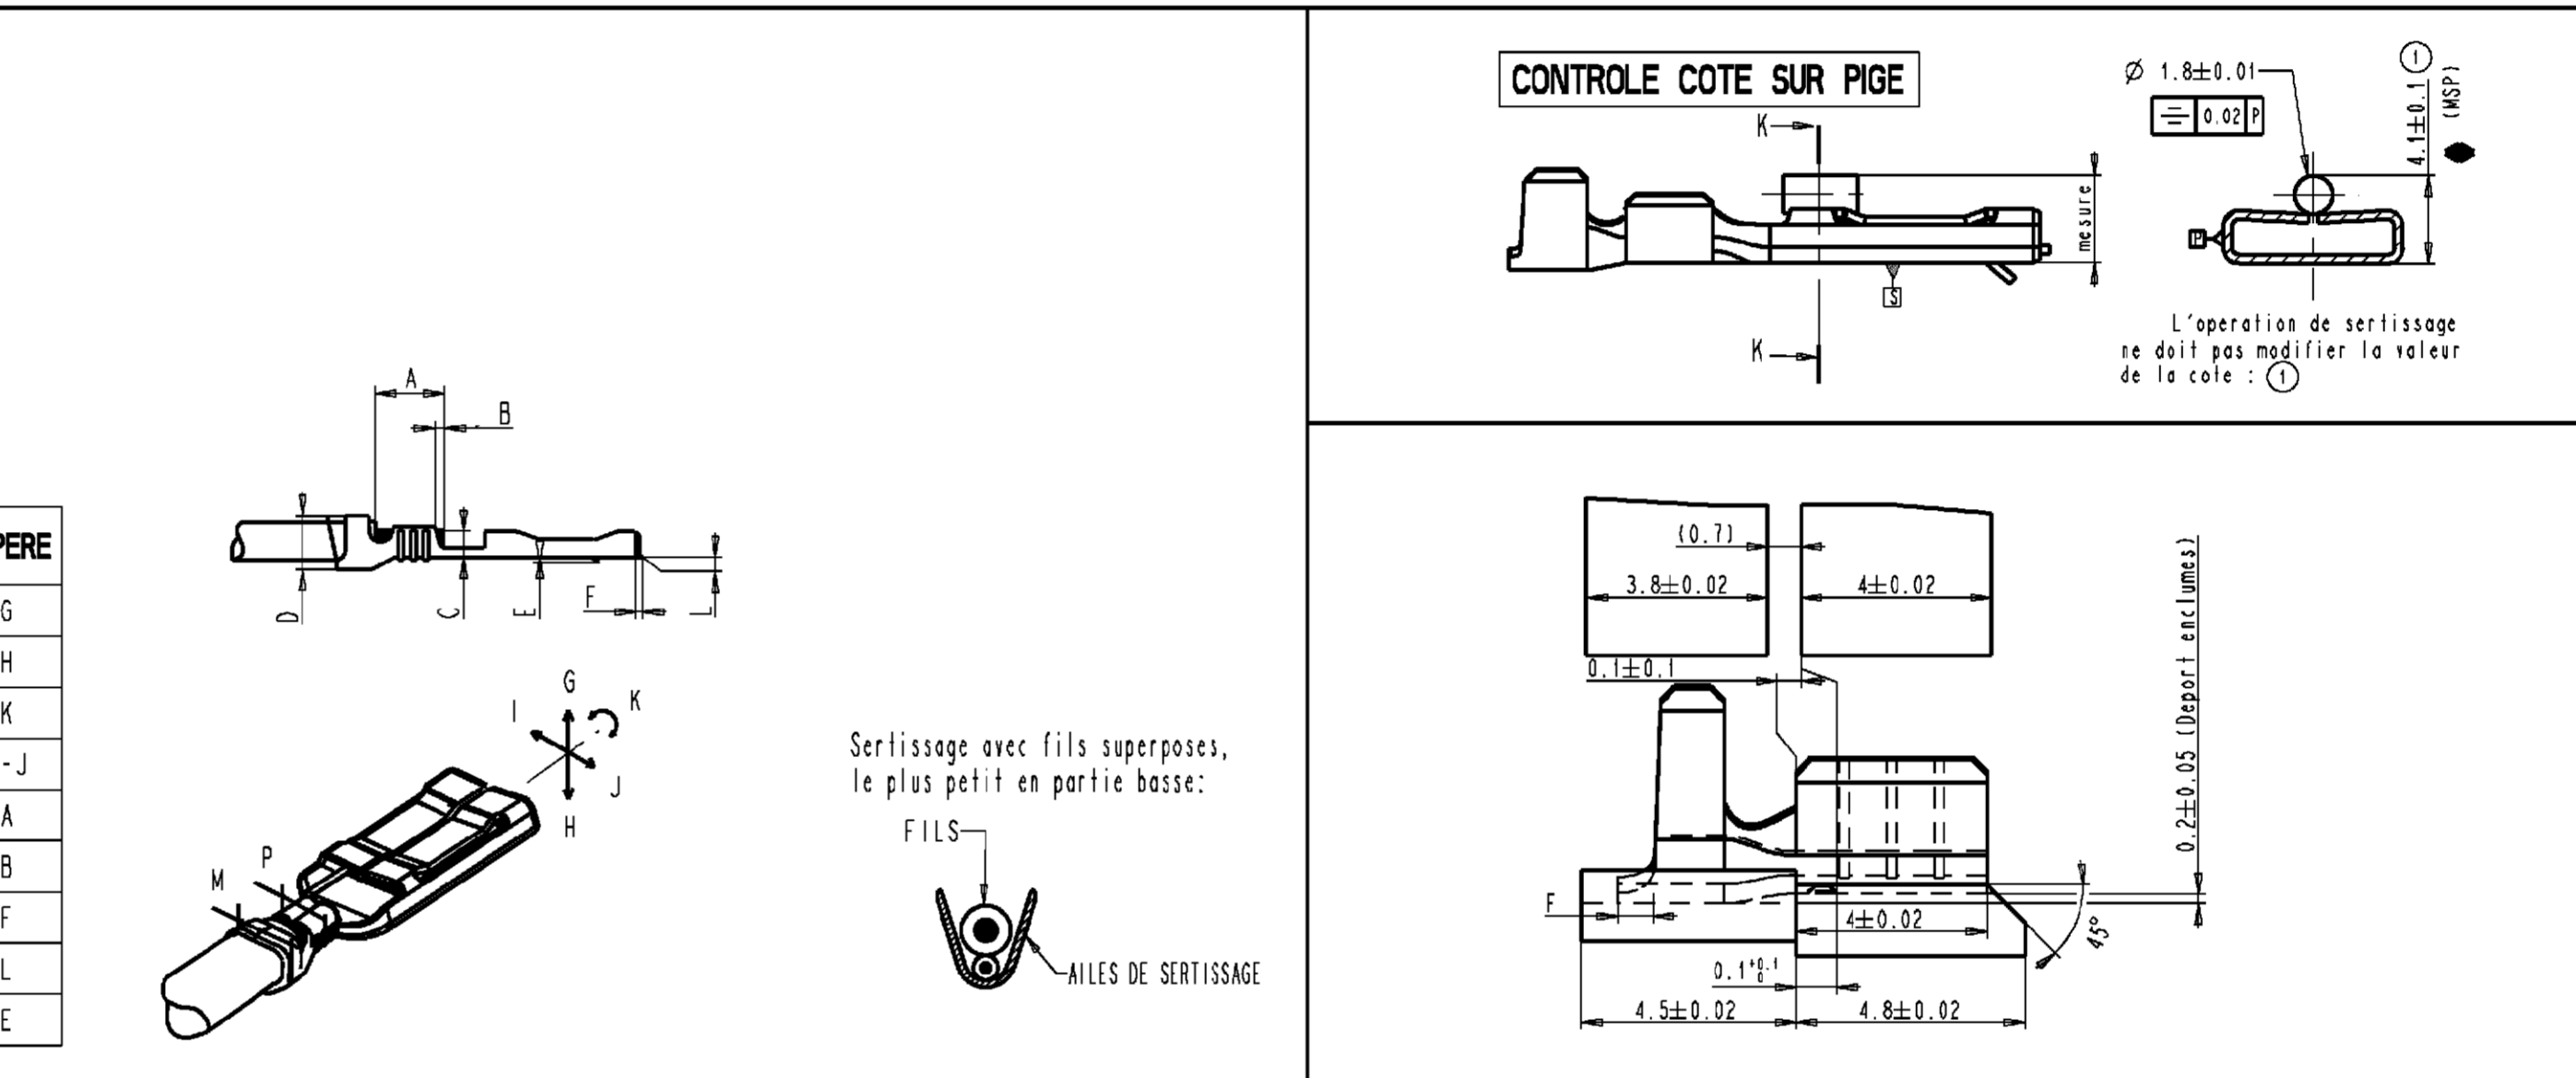 CONTROLE COTE SUR PIGE
K
K
S
mesure
Ø 1.8±0.01
0.02 P
4.1±0.1 (MSP) 1
P
L'operation de sertissage
ne doit pas modifier la valeur
de la cote : 1
A
B
D
C
E
F
L
PERE
G
H
K
-J
A
B
F
L
E
G
I
K
J
H
P
M
Sertissage avec fils superposes,
le plus petit en partie basse:
FILS
AILES DE SERTISSAGE
(0.7)
3.8±0.02
4±0.02
0.1±0.1
0.2±0.05 (Deport enclumes)
F
4±0.02
45°
0.1 +0.1 0
4.5±0.02
4.8±0.02